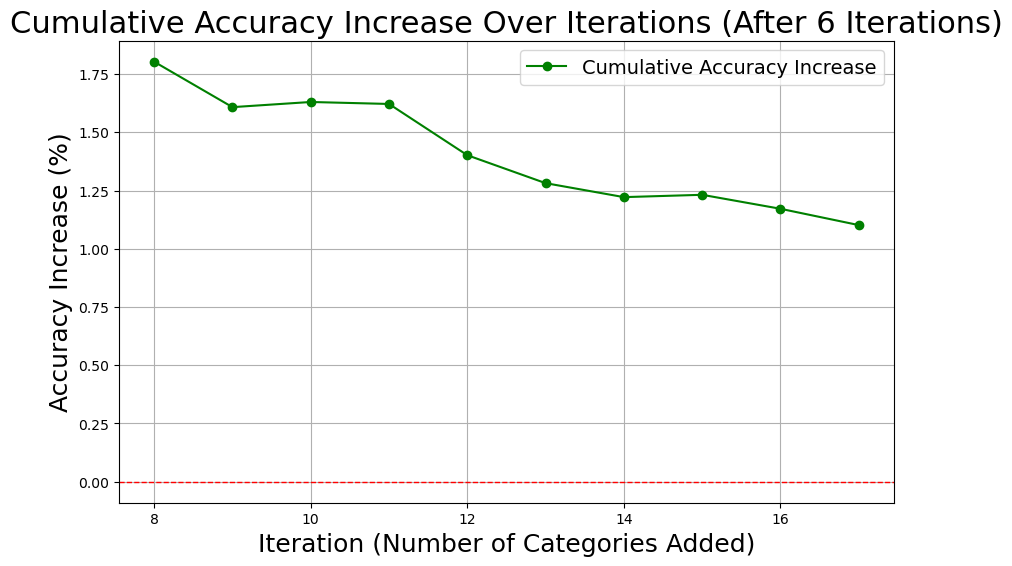 Cumulative Accuracy Increase Over Iterations (After 6 Iterations)
Cumulative Accuracy Increase
Accuracy Increase (%)
1.75
1.50
1.25
1.00
0.75
0.50
0.25
0.00
8 10 12 14 16
Iteration (Number of Categories Added)